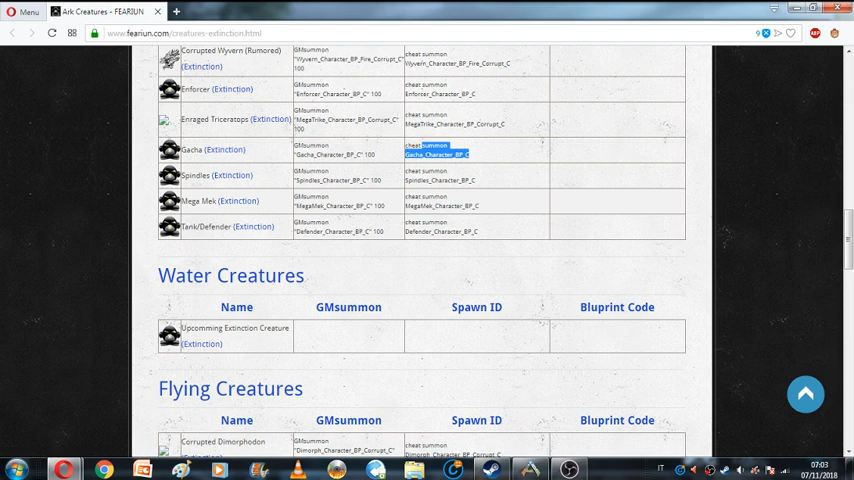 Menu
Ark Creatures - FEARIUN
www.feariun.com/creatures-extinction.html
9
Corrupted Wyvern (Rumored)
(Extinction)
GMsummon
"Wyvern_Character_BP_Fire_Corrupt_C"
100
cheat summon
Wyvern_Character_BP_Fire_Corrupt_C
Enforcer (Extinction)
GMsummon
"Enforcer_Character_BP_C" 100
cheat summon
Enforcer_Character_BP_C
Enraged Triceratops (Extinction)
GMsummon
"MegaTrike_Character_BP_Corrupt_C"
100
cheat summon
MegaTrike_Character_BP_Corrupt_C
Gacha (Extinction)
GMsummon
"Gacha_Character_BP_C" 100
cheat summon
Gacha_Character_BP_C
Spindles (Extinction)
GMsummon
"Spindles_Character_BP_C" 100
cheat summon
Spindles_Character_BP_C
Mega Mek (Extinction)
GMsummon
"MegaMek_Character_BP_C" 100
cheat summon
MegaMek_Character_BP_C
Tank/Defender (Extinction)
GMsummon
"Defender_Character_BP_C" 100
cheat summon
Defender_Character_BP_C
Water Creatures
Name GMsummon Spawn ID Bluprint Code
Upcomming Extinction Creature
(Extinction)
Flying Creatures
Name GMsummon Spawn ID Bluprint Code
Corrupted Dimorphodon
GMsummon
"Dimorph_Character_BP_Corrupt_C"
cheat summon
Dimorph_Character_BP_Corrupt_C
IT
07:03
07/11/2018